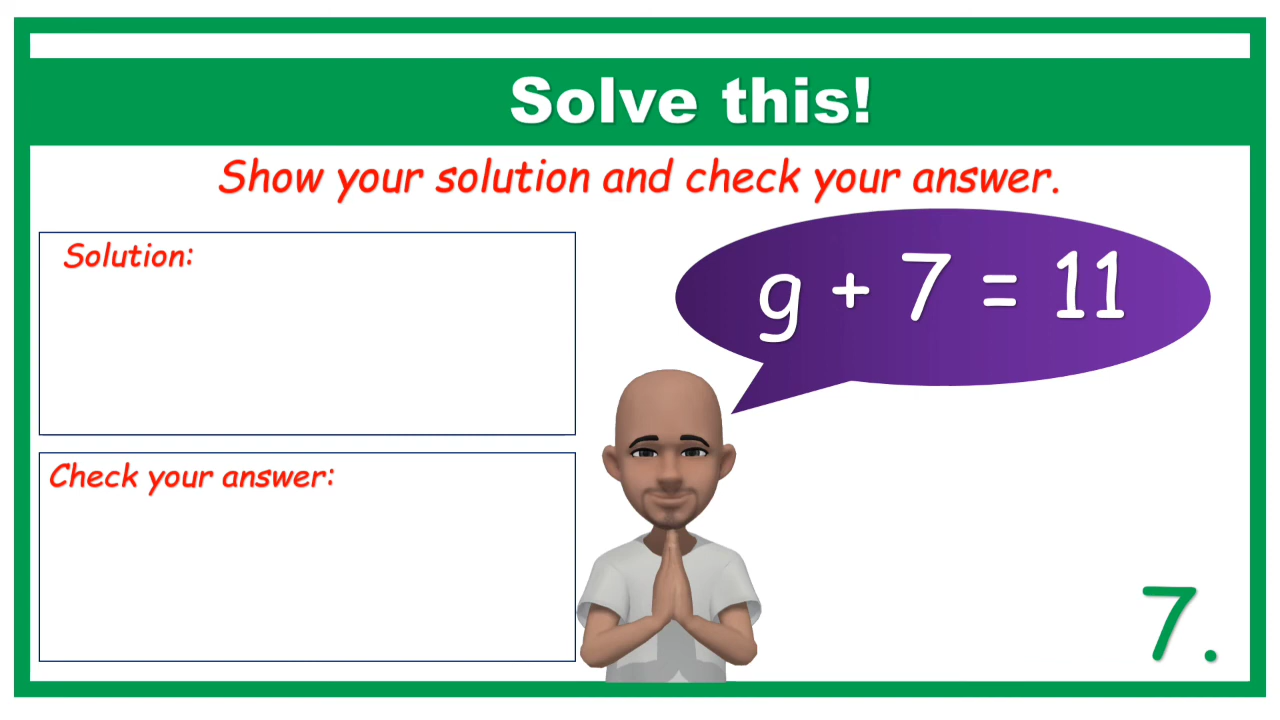 Solve this!
Show your solution and check your answer.
Solution:
g + 7 = 11
Check your answer:
7.